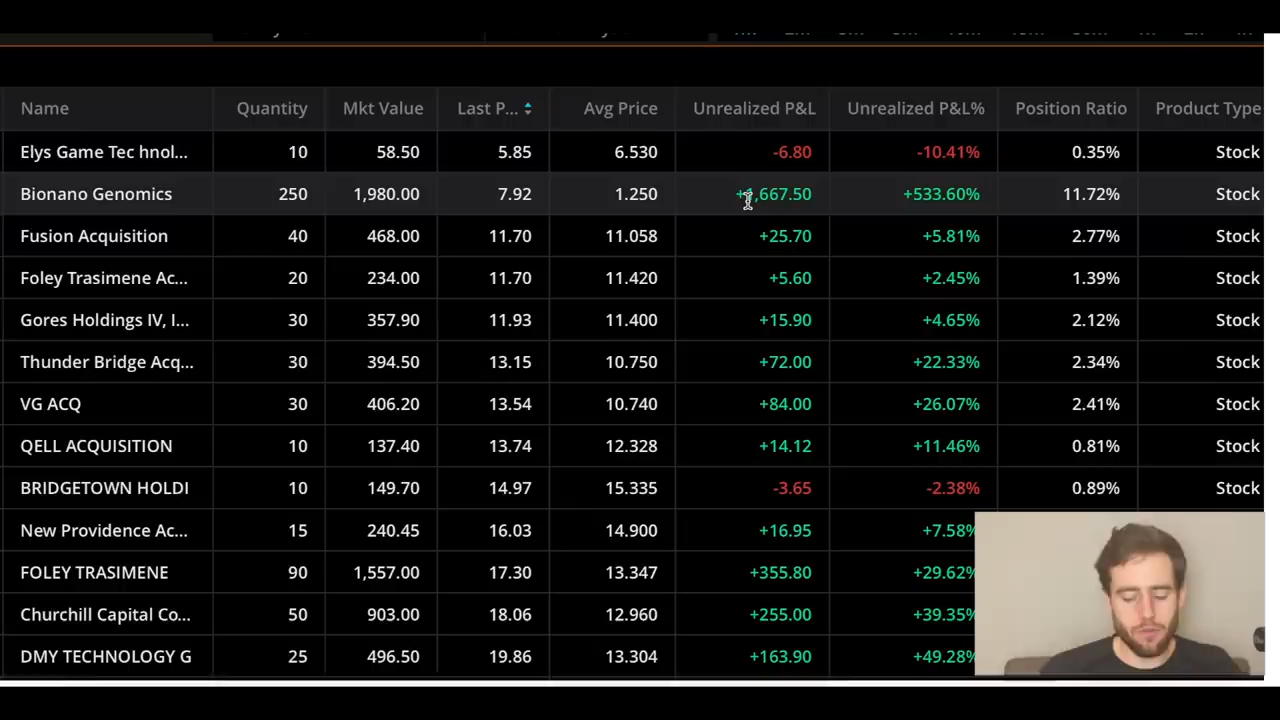 Name Quantity Mkt Value Last P... Avg Price Unrealized P&L Unrealized P&L% Position Ratio Product Type
Elys Game Tec hnol... 10 58.50 5.85 6.530 -6.80 -10.41% 0.35% Stock
Bionano Genomics 250 1,980.00 7.92 1.250 +1,667.50 +533.60% 11.72% Stock
Fusion Acquisition 40 468.00 11.70 11.058 +25.70 +5.81% 2.77% Stock
Foley Trasimene Ac... 20 234.00 11.70 11.420 +5.60 +2.45% 1.39% Stock
Gores Holdings IV, I... 30 357.90 11.93 11.400 +15.90 +4.65% 2.12% Stock
Thunder Bridge Acq... 30 394.50 13.15 10.750 +72.00 +22.33% 2.34% Stock
VG ACQ 30 406.20 13.54 10.740 +84.00 +26.07% 2.41% Stock
QELL ACQUISITION 10 137.40 13.74 12.328 +14.12 +11.46% 0.81% Stock
BRIDGETOWN HOLDI 10 149.70 14.97 15.335 -3.65 -2.38% 0.89% Stock
New Providence Ac... 15 240.45 16.03 14.900 +16.95 +7.58%
FOLEY TRASIMENE 90 1,557.00 17.30 13.347 +355.80 +29.62%
Churchill Capital Co... 50 903.00 18.06 12.960 +255.00 +39.35%
DMY TECHNOLOGY G 25 496.50 19.86 13.304 +163.90 +49.28%